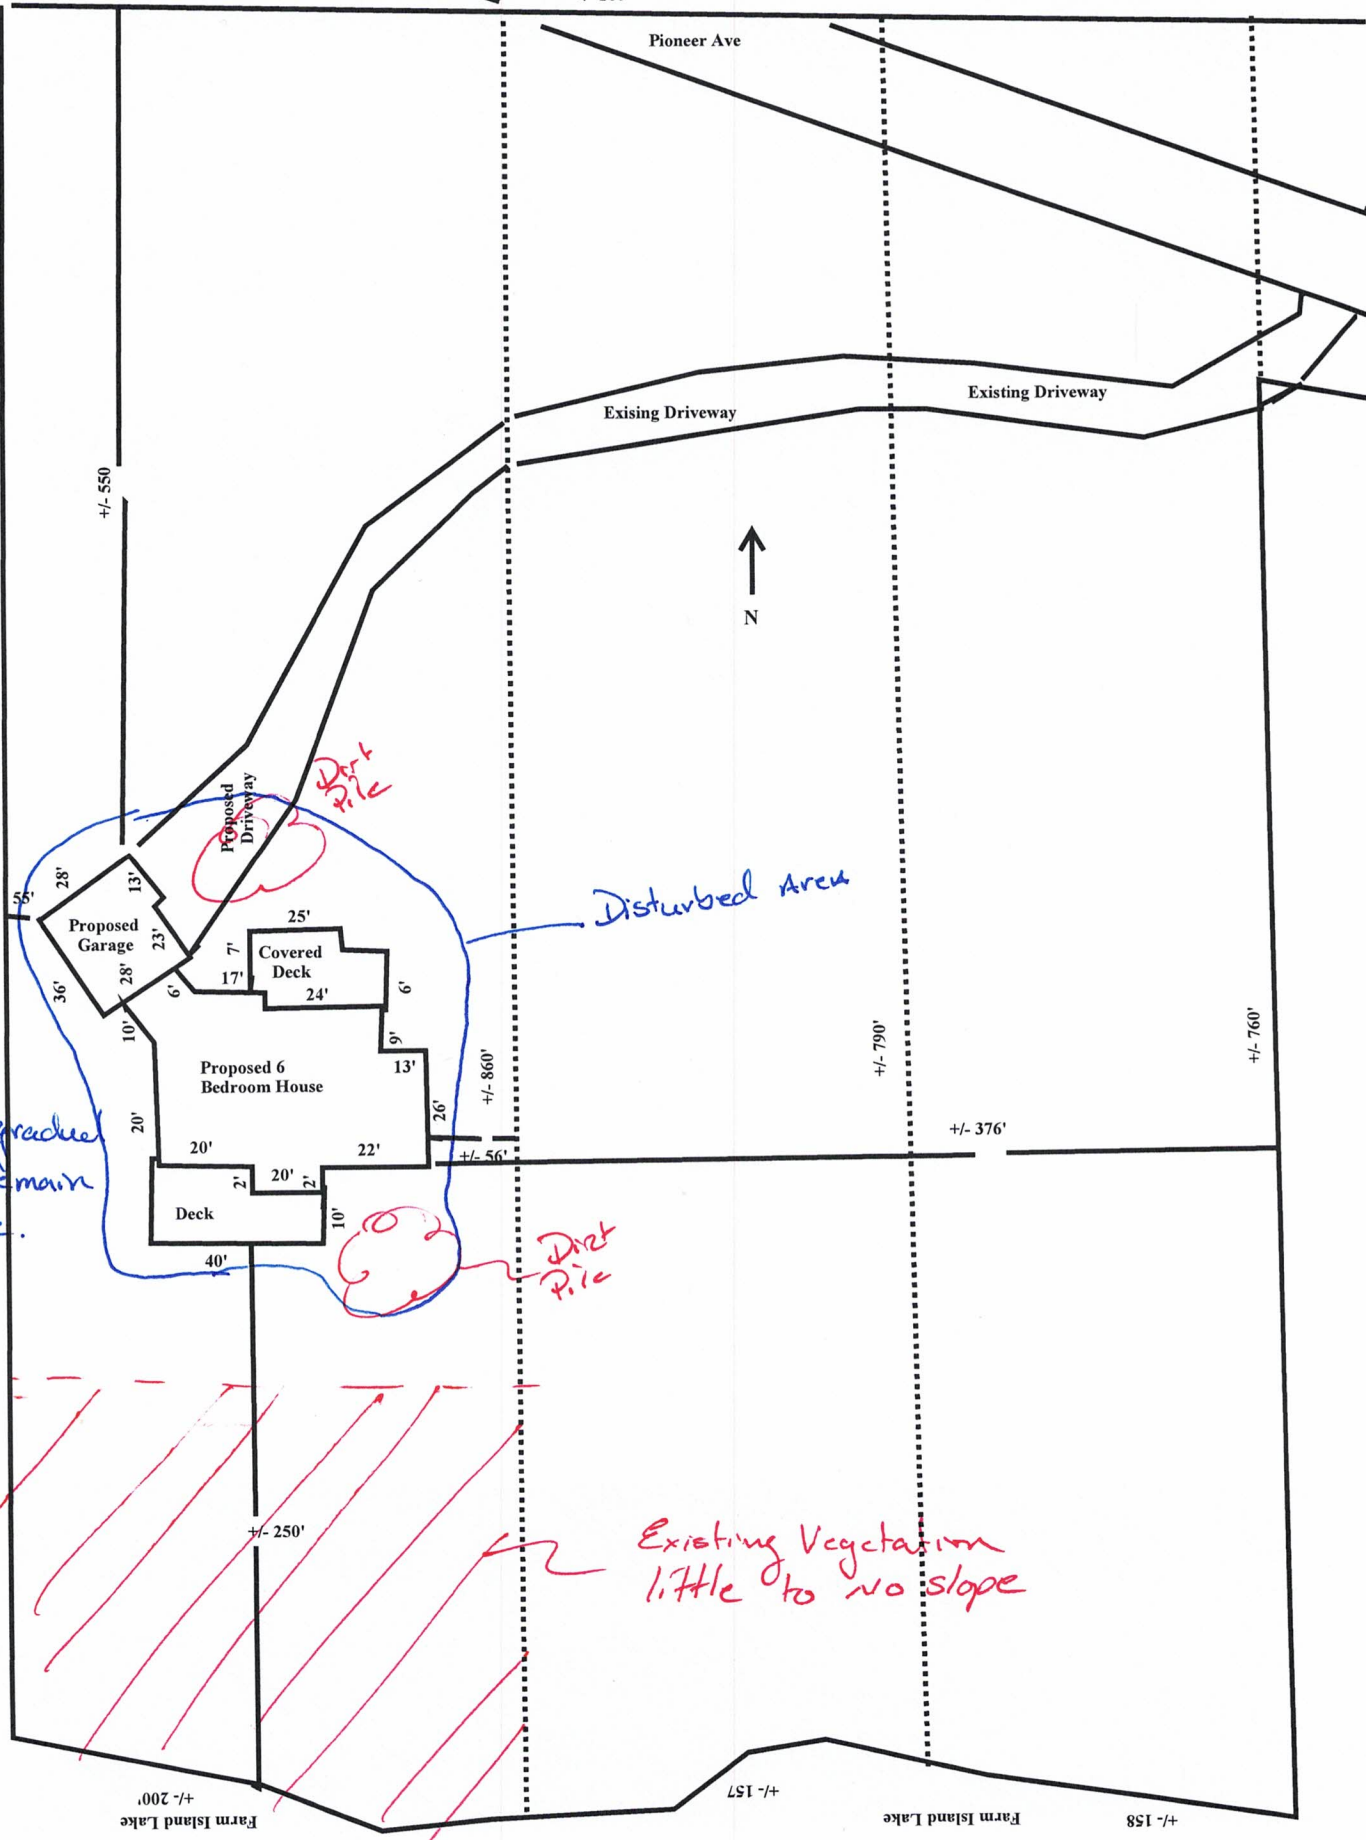 Pioneer Ave
Existing Driveway
Exising Driveway
+/- 550
N
Dirt
Pile
Proposed
Driveway
Disturbed Area
28'
13'
55'
Proposed
Garage
23'
28'
36'
25'
7'
Covered
Deck
17'
6'
24'
6'
10'
9'
13'
Proposed 6
Bedroom House
+/- 860'
+/- 790'
+/- 760'
26'
20'
+/- 376'
20'
22'
+/- 56'
2'
20'
2'
Deck
10'
40'
Dirt
Pile
+/- 250'
Existing Vegetation
little to no slope
+/- 200'
Farm Island Lake
+/- 157
Farm Island Lake
+/- 158